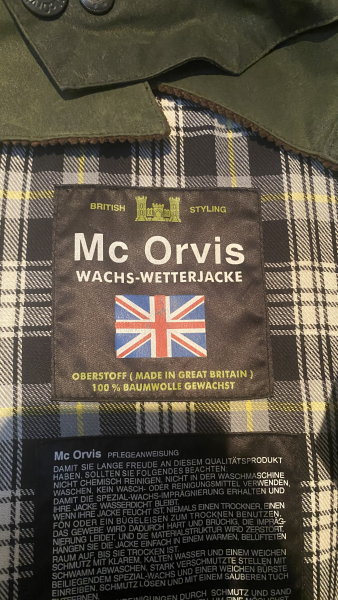 BRITISH STYLING
Mc Orvis
WACHS-WETTERJACKE
OBERSTOFF ( MADE IN GREAT BRITAIN )
100 % BAUMWOLLE GEWACHST
Mc Orvis PFLEGEANWEISUNG
DAMIT SIE LANGE FREUDE AN DIESEM QUALITÄTSPRODUKT
HABEN, SOLLTEN SIE FOLGENDES BEACHTEN
NICHT CHEMISCH REINIGEN, NICHT IN DER WASCHMASCHINE
WASCHEN, KEIN WASCH- ODER REINIGUNGSMITTEL VERWENDEN,
DAMIT DIE SPEZIAL-WACHS-IMPRÄGNIERUNG ERHALTEN UND
IHRE JACKE WASSERDICHT BLEIBT.
WENN IHRE JACKE FEUCHT IST, NIEMALS EINEN TROCKNER, EINEN
FÖN ODER EIN BÜGELEISEN ZUM TROCKNEN BENUTZEN.
DAS GEWEBE WIRD DADURCH HART UND BRÜCHIG, DIE IMPRÄG-
NIERUNG LEIDET, UND DIE MATERIAL-STRUKTUR WIRD ZERSTÖRT.
HÄNGEN SIE DIE JACKE EINFACH IN EINEM WARMEN, BELÜFTETEN
RAUM AUF, BIS SIE TROCKEN IST.
SCHMUTZ MIT KLAREM, KALTEN WASSER UND EINEM WEICHEN
SCHWAMM ABWASCHEN, STARK VERSCHMUTZTE STELLEN MIT
BEILIEGENDEM SPEZIAL-WACHS UND EINER WEICHEN BÜRSTE
EINREIBEN, SCHMUTZ LÖSEN UND MIT EINEM SAUBEREN TUCH
DURCH SCHMUTZ UND SAND